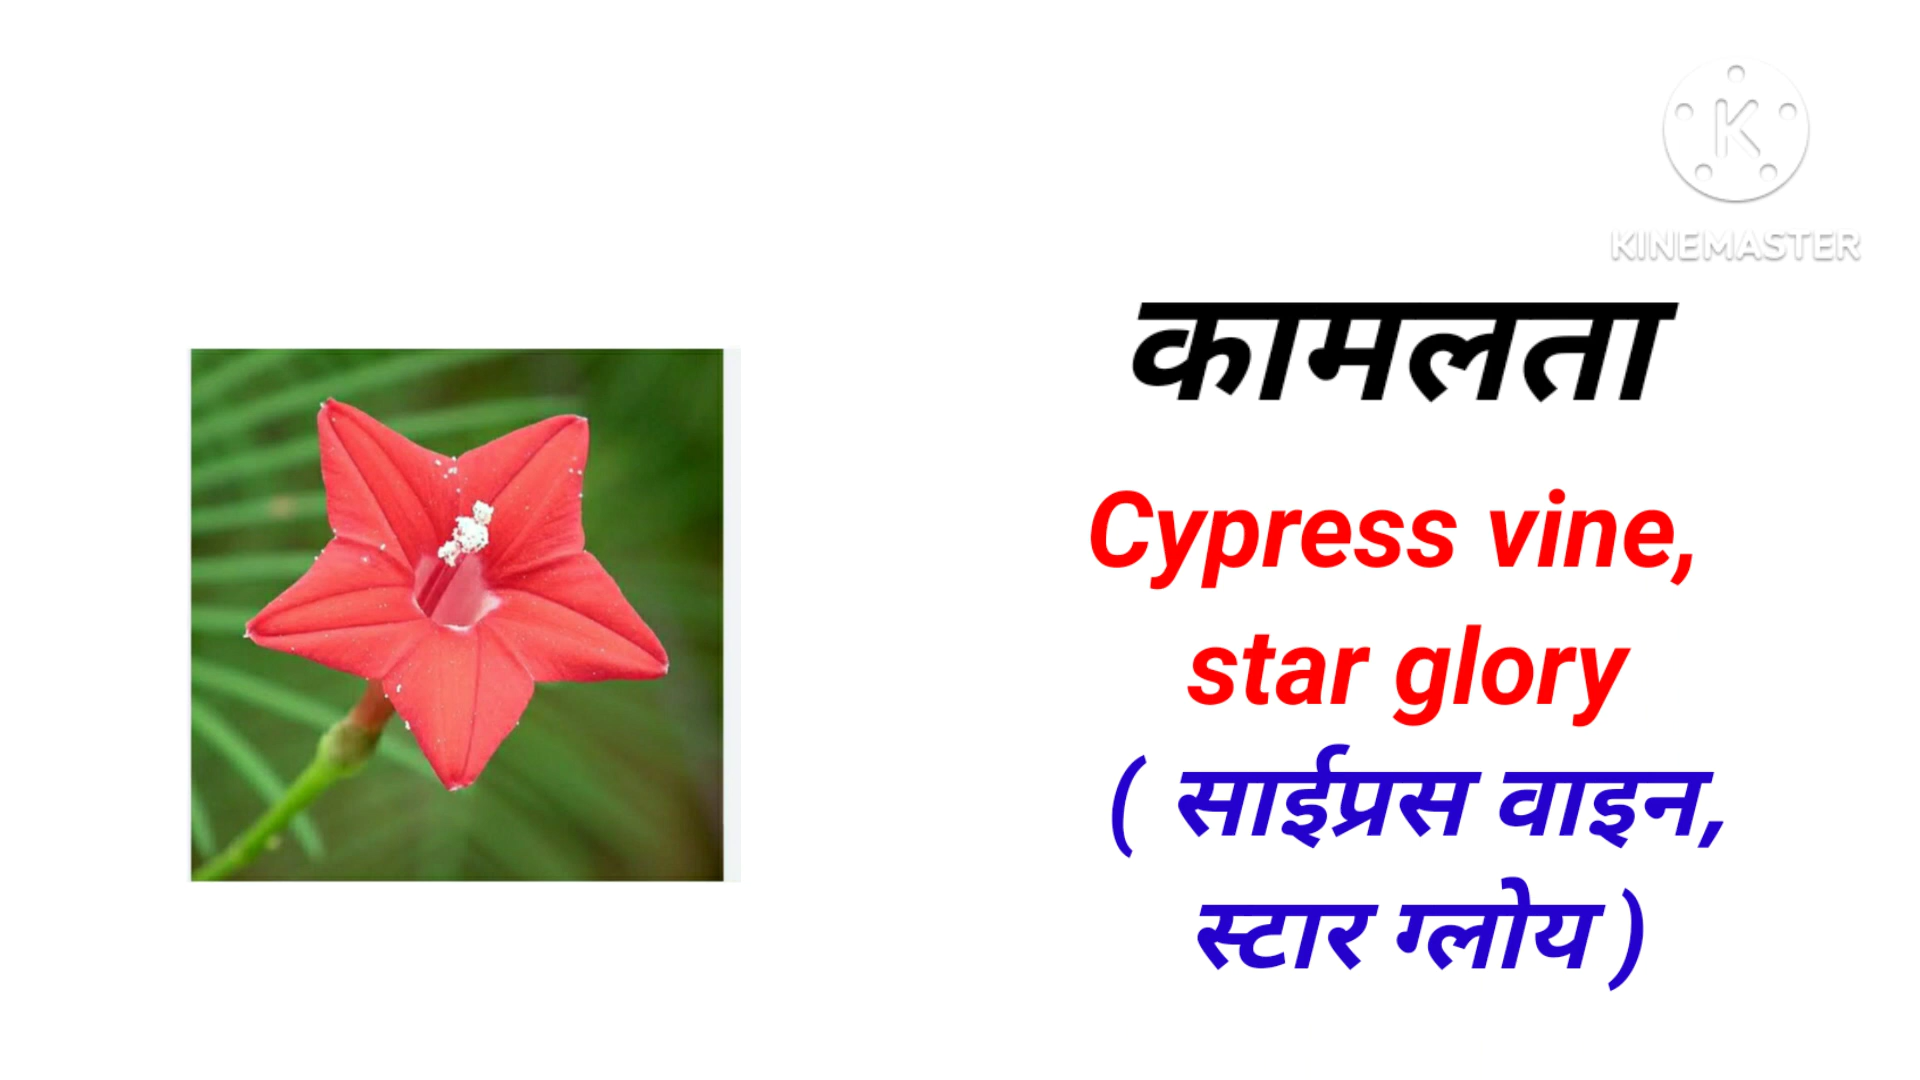 K
KINEMASTER
कामलता
Cypress vine,
star glory
( साईप्रस वाइन,
स्टार ग्लोय )